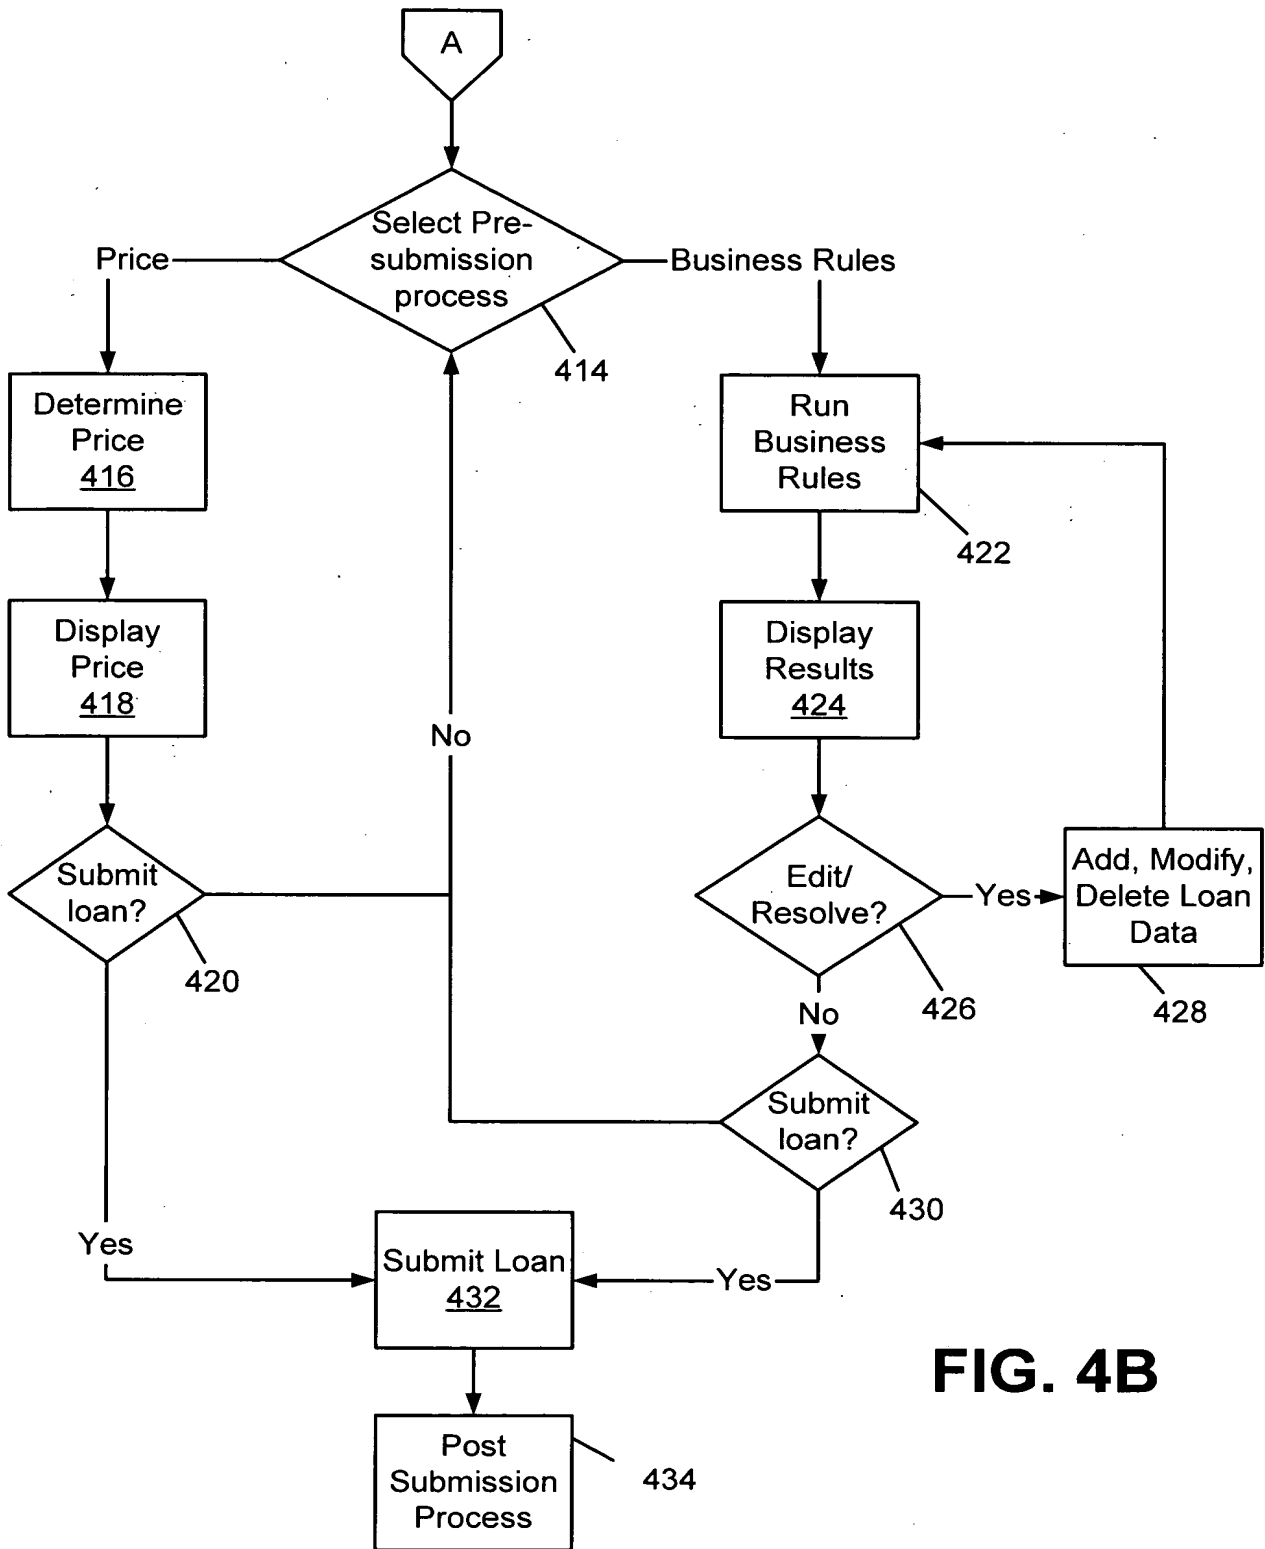 A
Select Pre-
submission
process
414
Price
Business Rules
Determine
Price
416
Run
Business
Rules
422
Display
Price
418
Display
Results
424
No
Submit
loan?
420
Edit/
Resolve?
426
Yes
Add, Modify,
Delete Loan
Data
428
No
Submit
loan?
430
Yes
Submit Loan
432
Yes
Post
Submission
Process
434
FIG. 4B